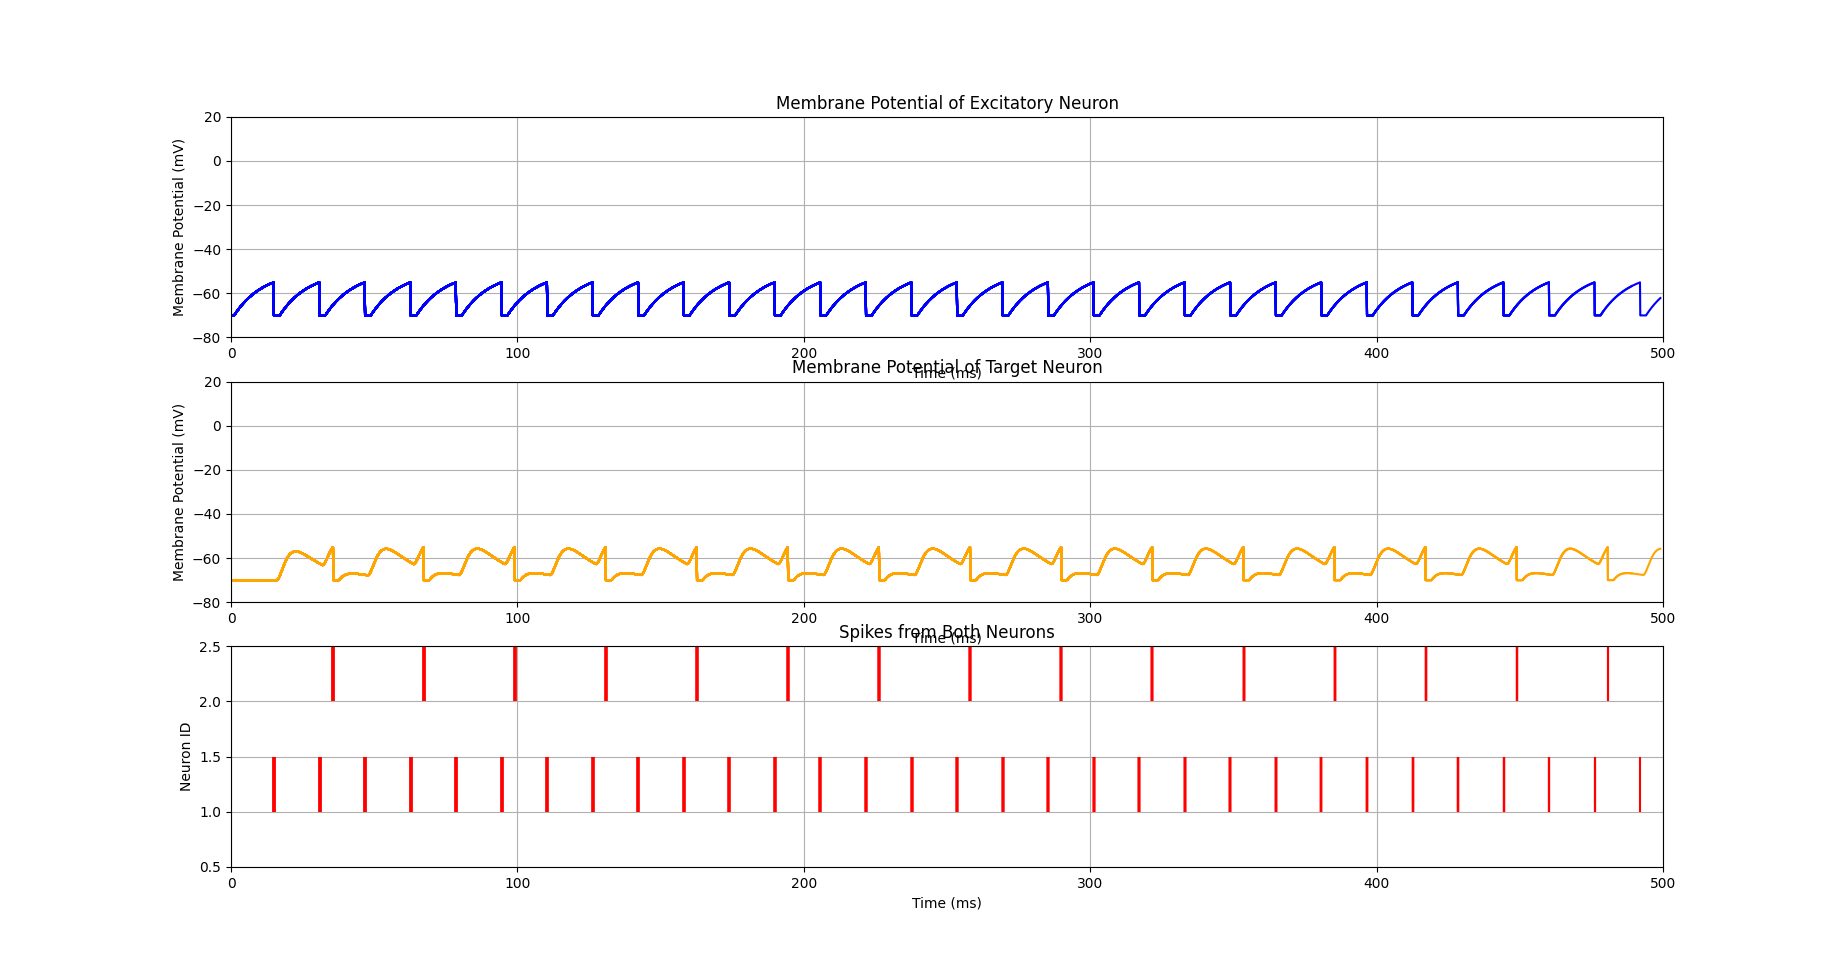 Membrane Potential of Excitatory Neuron
Membrane Potential (mV)
20
0
−20
−40
−60
−80
0 100 200 300 400 500
Time (ms)
Membrane Potential of Target Neuron
Membrane Potential (mV)
20
0
−20
−40
−60
−80
0 100 200 300 400 500
Time (ms)
Spikes from Both Neurons
Neuron ID
2.5
2.0
1.5
1.0
0.5
0 100 200 300 400 500
Time (ms)